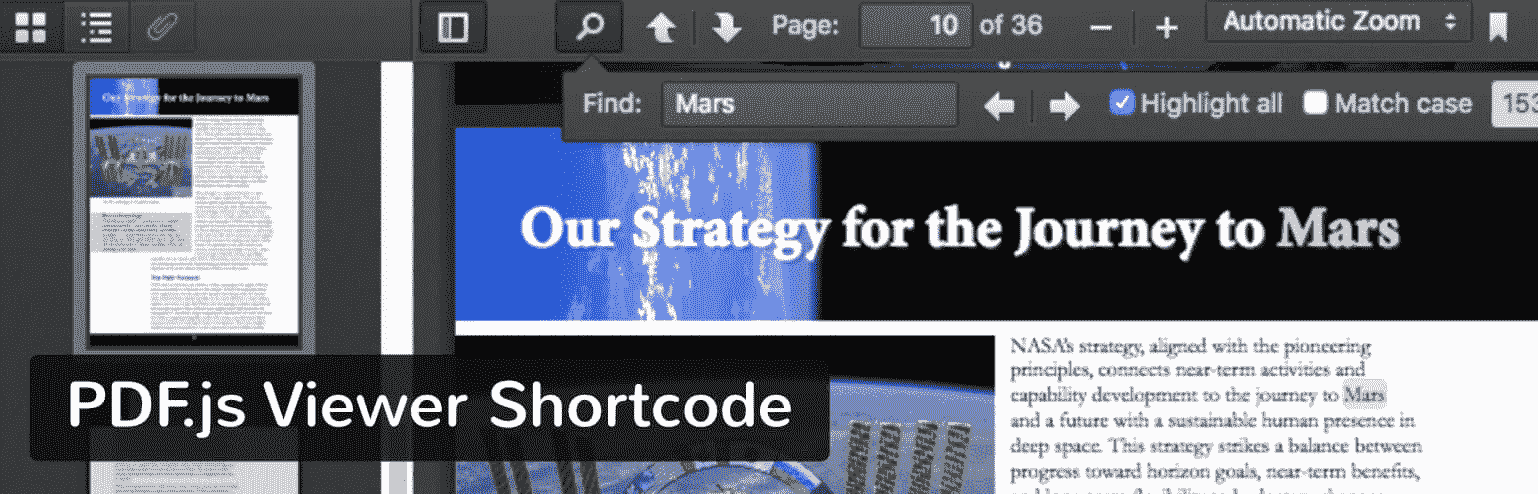 Page: 10 of 36 Automatic Zoom
Find: Mars Highlight all Match case 153
Our Strategy for the Journey to Mars
Our Strategy for the Journey to Mars
NASA's strategy, aligned with the pioneering
principles, connects near-term activities and
capability development to the journey to Mars
and a future with a sustainable human presence in
deep space. This strategy strikes a balance between
progress toward horizon goals, near-term benefits,
PDF.js Viewer Shortcode